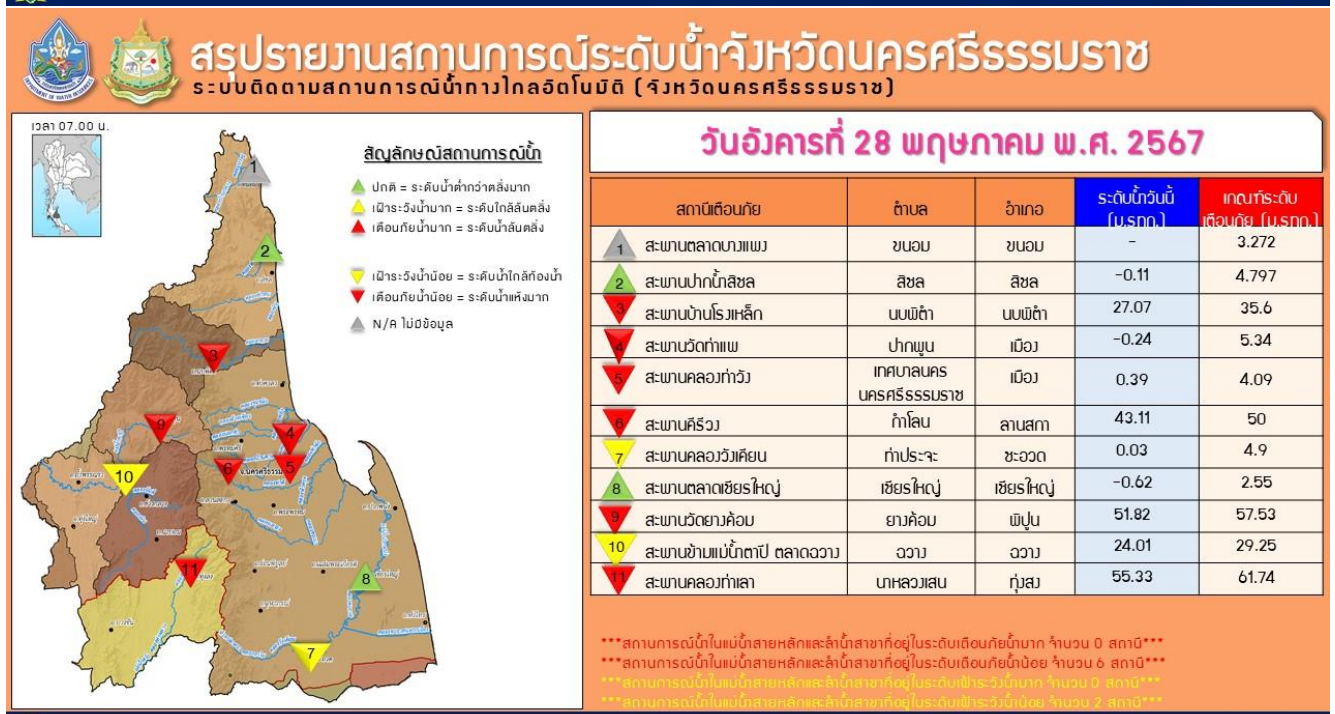 สรุปรายงานสถานการณ์ระดับน้ำจังหวัดนครศรีธรรมราช
ระบบติดตามสถานการณ์น้ำทางไกลอัตโนมัติ (จังหวัดนครศรีธรรมราช)
เวลา 07.00 น.
สัญลักษณ์สถานการณ์น้ำ
ปกติ = ระดับน้ำต่ำกว่าตลิ่งมาก
เฝ้าระวังน้ำมาก = ระดับใกล้ล้นตลิ่ง
เตือนภัยน้ำมาก = ระดับน้ำล้นตลิ่ง
เฝ้าระวังน้ำน้อย = ระดับน้ำใกล้ท้องน้ำ
เตือนภัยน้ำน้อย = ระดับน้ำแห้งมาก
N/A ไม่มีข้อมูล
1
2
3
9
4
10
6
5
11
8
7
วันอังคารที่ 28 พฤษภาคม พ.ศ. 2567
สถานีเตือนภัย ตำบล อำเภอ ระดับน้ำวันนี้ (ม.รทก.) เกณฑ์ระดับเตือนภัย (ม.รทก.)
1 สะพานตลาดบางแพง ขนอม ขนอม - 3.272
2 สะพานปากน้ำสิชล สิชล สิชล -0.11 4.797
3 สะพานบ้านโรงเหล็ก นบพิตำ นบพิตำ 27.07 35.6
4 สะพานวัดท่าแพ ปากพูน เมือง -0.24 5.34
5 สะพานคลองท่าวัง เทศบาลนครนครศรีธรรมราช เมือง 0.39 4.09
6 สะพานคีรีวง กำโลน ลานสกา 43.11 50
7 สะพานคลองวังเคียน ท่าประจะ ชะอวด 0.03 4.9
8 สะพานตลาดเชียรใหญ่ เชียรใหญ่ เชียรใหญ่ -0.62 2.55
9 สะพานวัดยางค้อม ยางค้อม พิปูน 51.82 57.53
10 สะพานข้ามแม่น้ำตาปี ตลาดฉวาง ฉวาง ฉวาง 24.01 29.25
11 สะพานคลองท่าเลา นาหลวงเสน ทุ่งสง 55.33 61.74
***สถานการณ์น้ำในแม่น้ำสายหลักและลำน้ำสาขาที่อยู่ในระดับเตือนภัยน้ำมาก จำนวน 0 สถานี***
***สถานการณ์น้ำในแม่น้ำสายหลักและลำน้ำสาขาที่อยู่ในระดับเตือนภัยน้ำน้อย จำนวน 6 สถานี***
***สถานการณ์น้ำในแม่น้ำสายหลักและลำน้ำสาขาที่อยู่ในระดับเฝ้าระวังน้ำมาก จำนวน 0 สถานี***
***สถานการณ์น้ำในแม่น้ำสายหลักและลำน้ำสาขาที่อยู่ในระดับเฝ้าระวังน้ำน้อย จำนวน 2 สถานี***